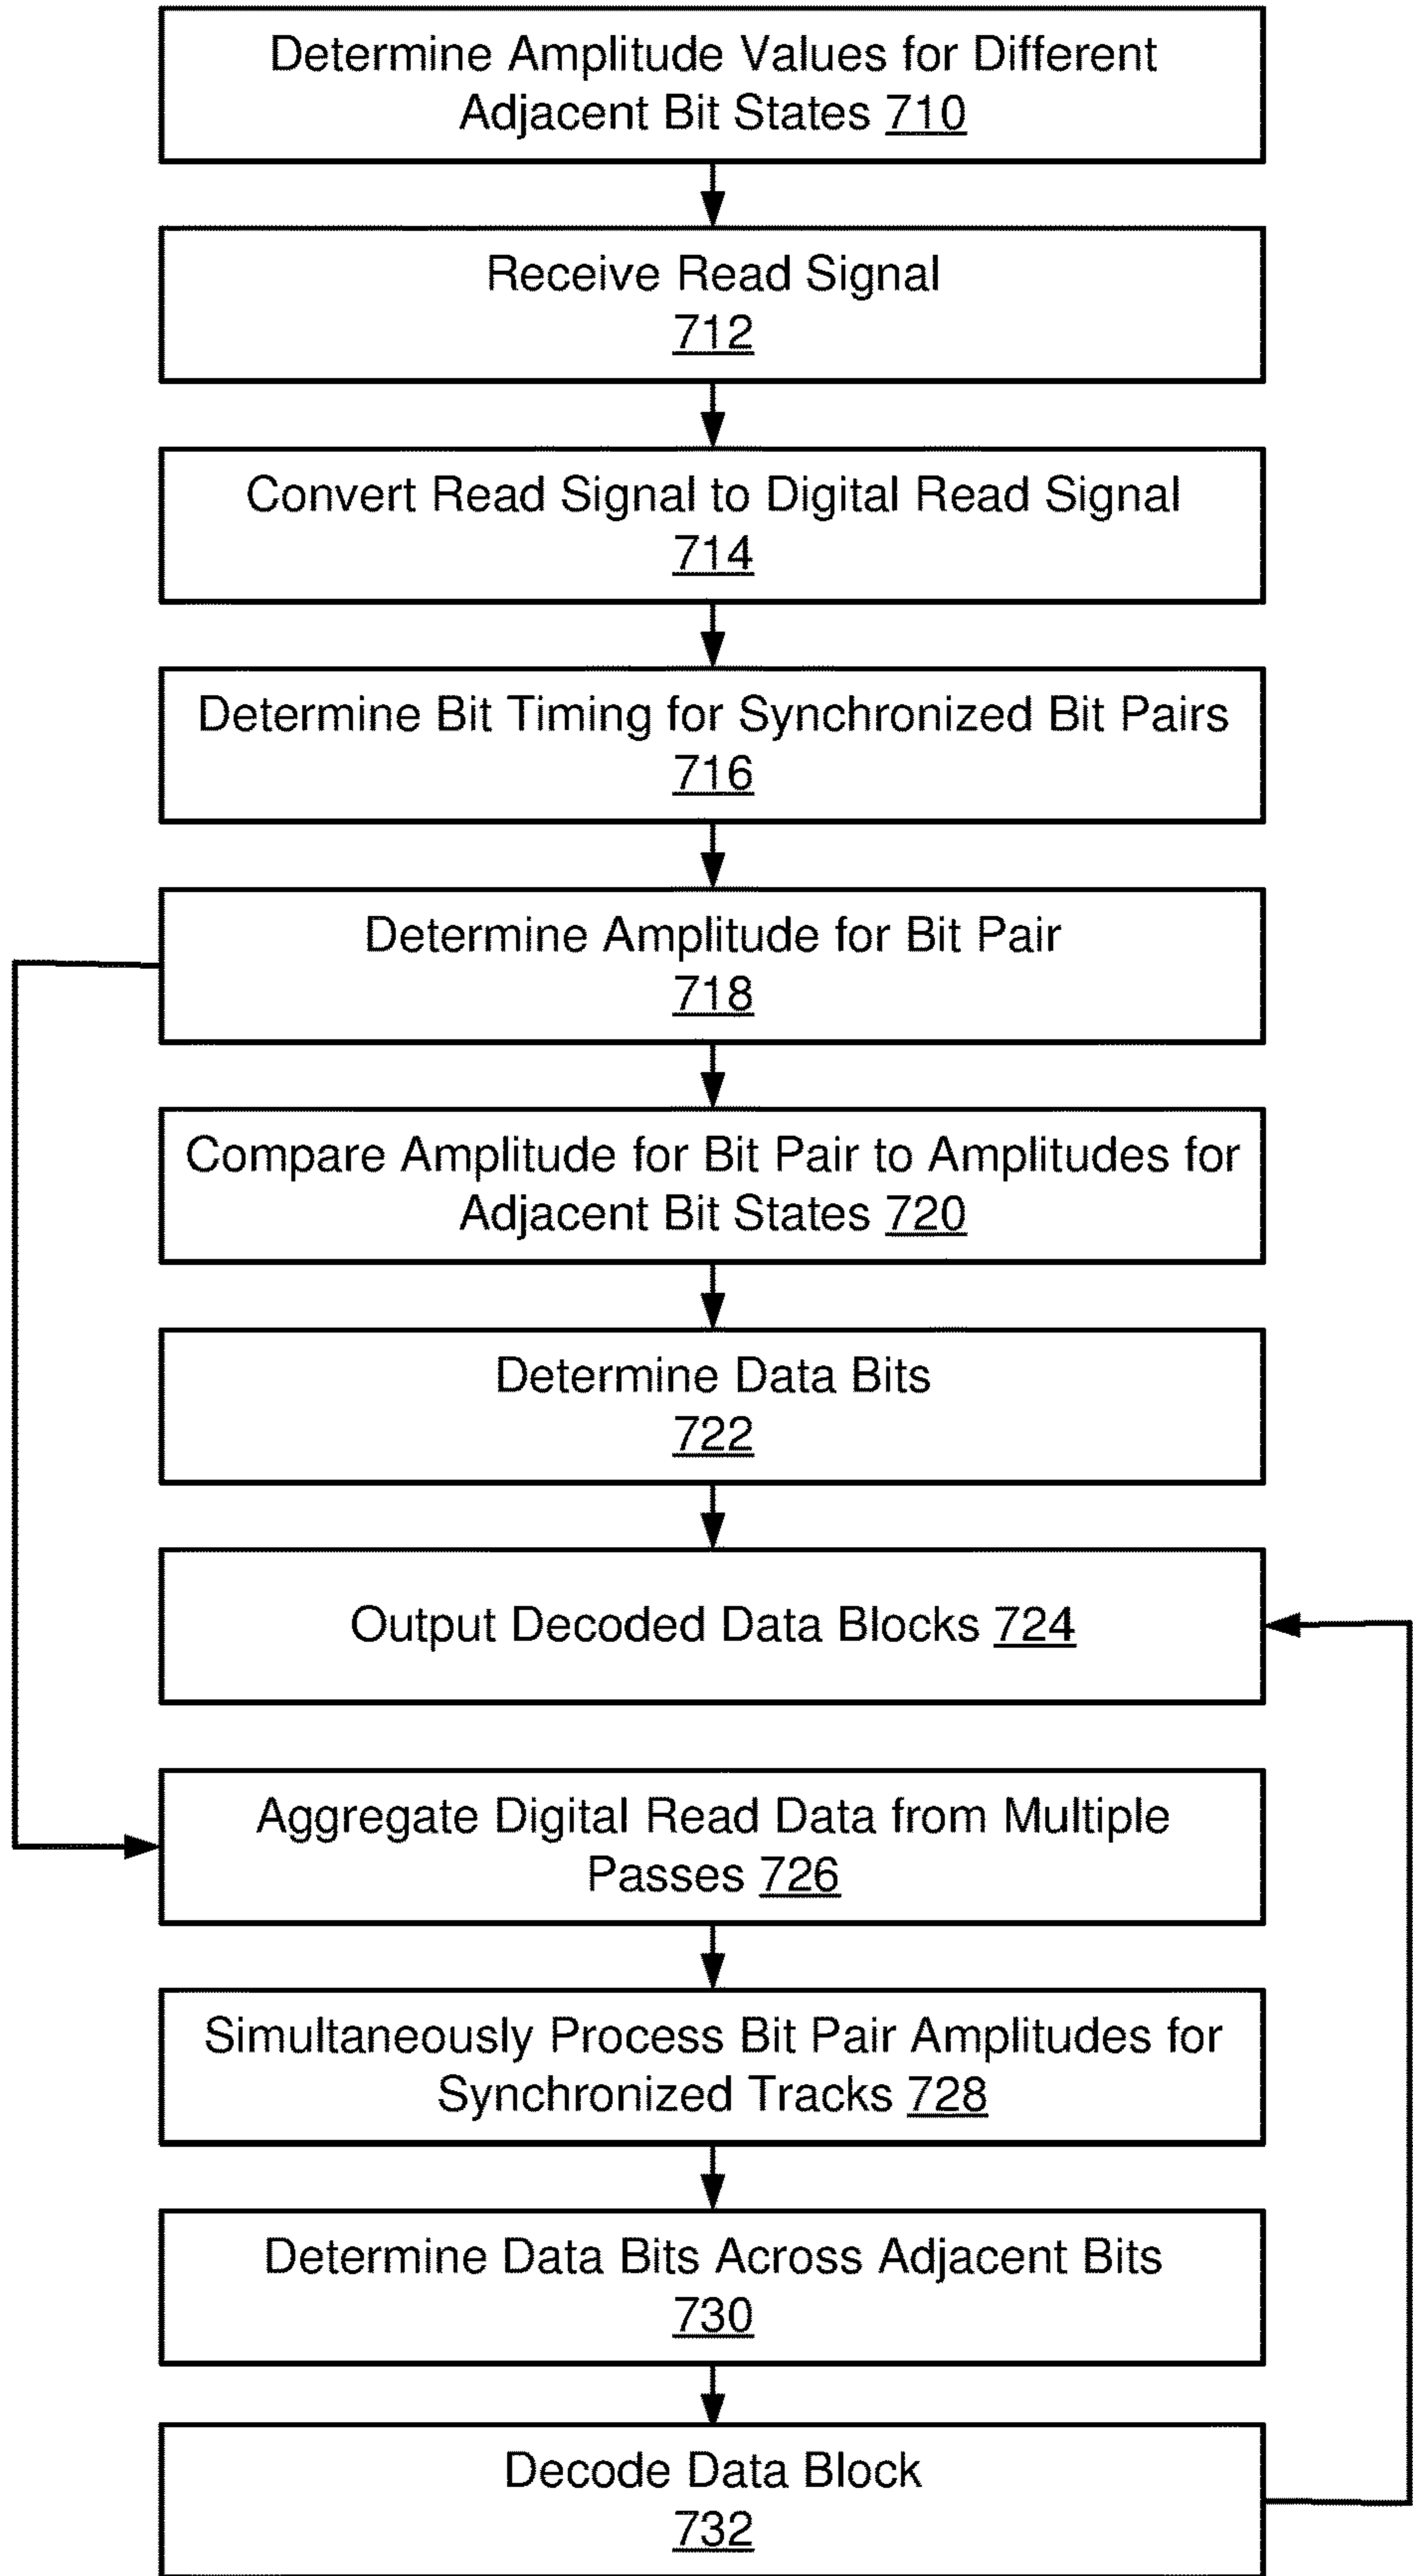 Determine Amplitude Values for Different
Adjacent Bit States 710
Receive Read Signal
712
Convert Read Signal to Digital Read Signal
714
Determine Bit Timing for Synchronized Bit Pairs
716
Determine Amplitude for Bit Pair
718
Compare Amplitude for Bit Pair to Amplitudes for
Adjacent Bit States 720
Determine Data Bits
722
Output Decoded Data Blocks 724
Aggregate Digital Read Data from Multiple
Passes 726
Simultaneously Process Bit Pair Amplitudes for
Synchronized Tracks 728
Determine Data Bits Across Adjacent Bits
730
Decode Data Block
732